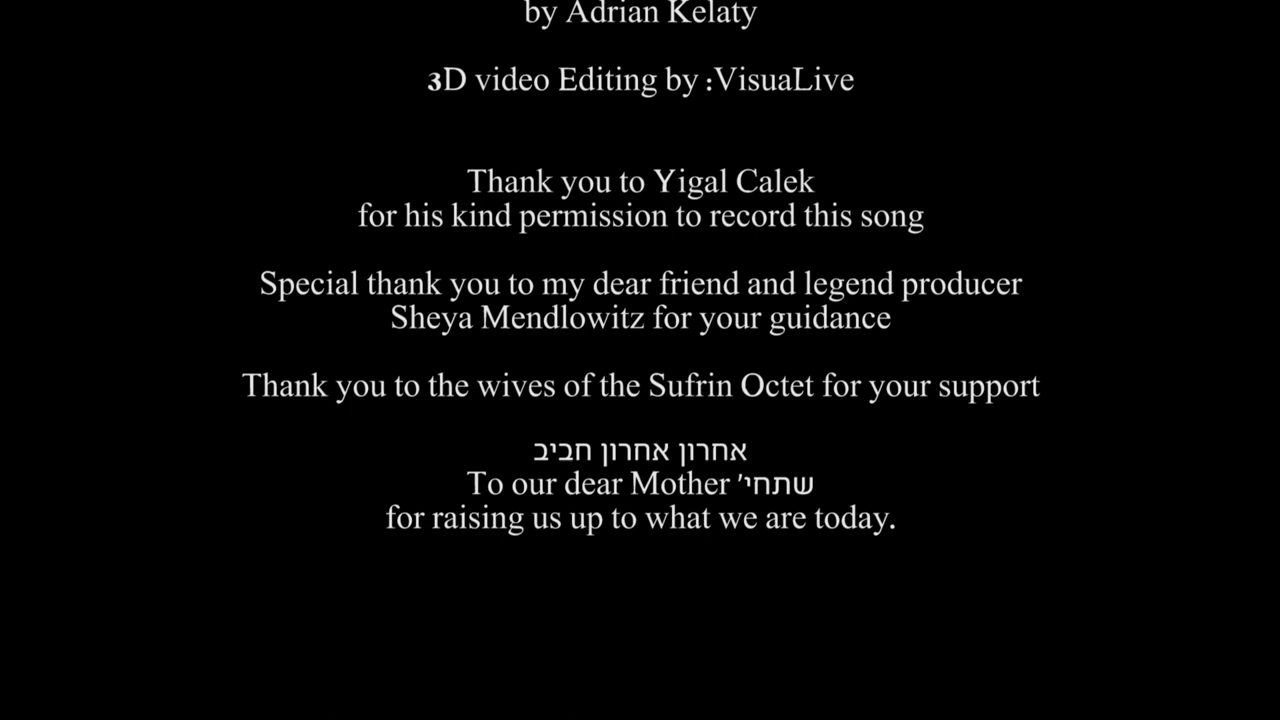 by Adrian Kelaty
3D video Editing by :VisuaLive
Thank you to Yigal Calek
for his kind permission to record this song
Special thank you to my dear friend and legend producer
Sheya Mendlowitz for your guidance
Thank you to the wives of the Sufrin Octet for your support
אחרון אחרון חביב
To our dear Mother שתחי'
for raising us up to what we are today.